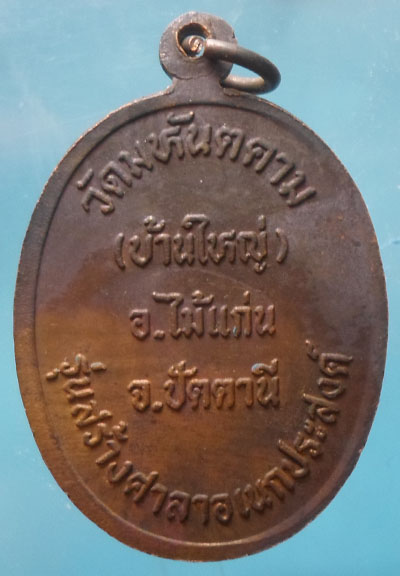 วัดมหันตคาม
(บ้านใหญ่)
อ.ไม้แก่น
จ.ปัตตานี
รุ่นสร้างศาลาอเนกประสงค์